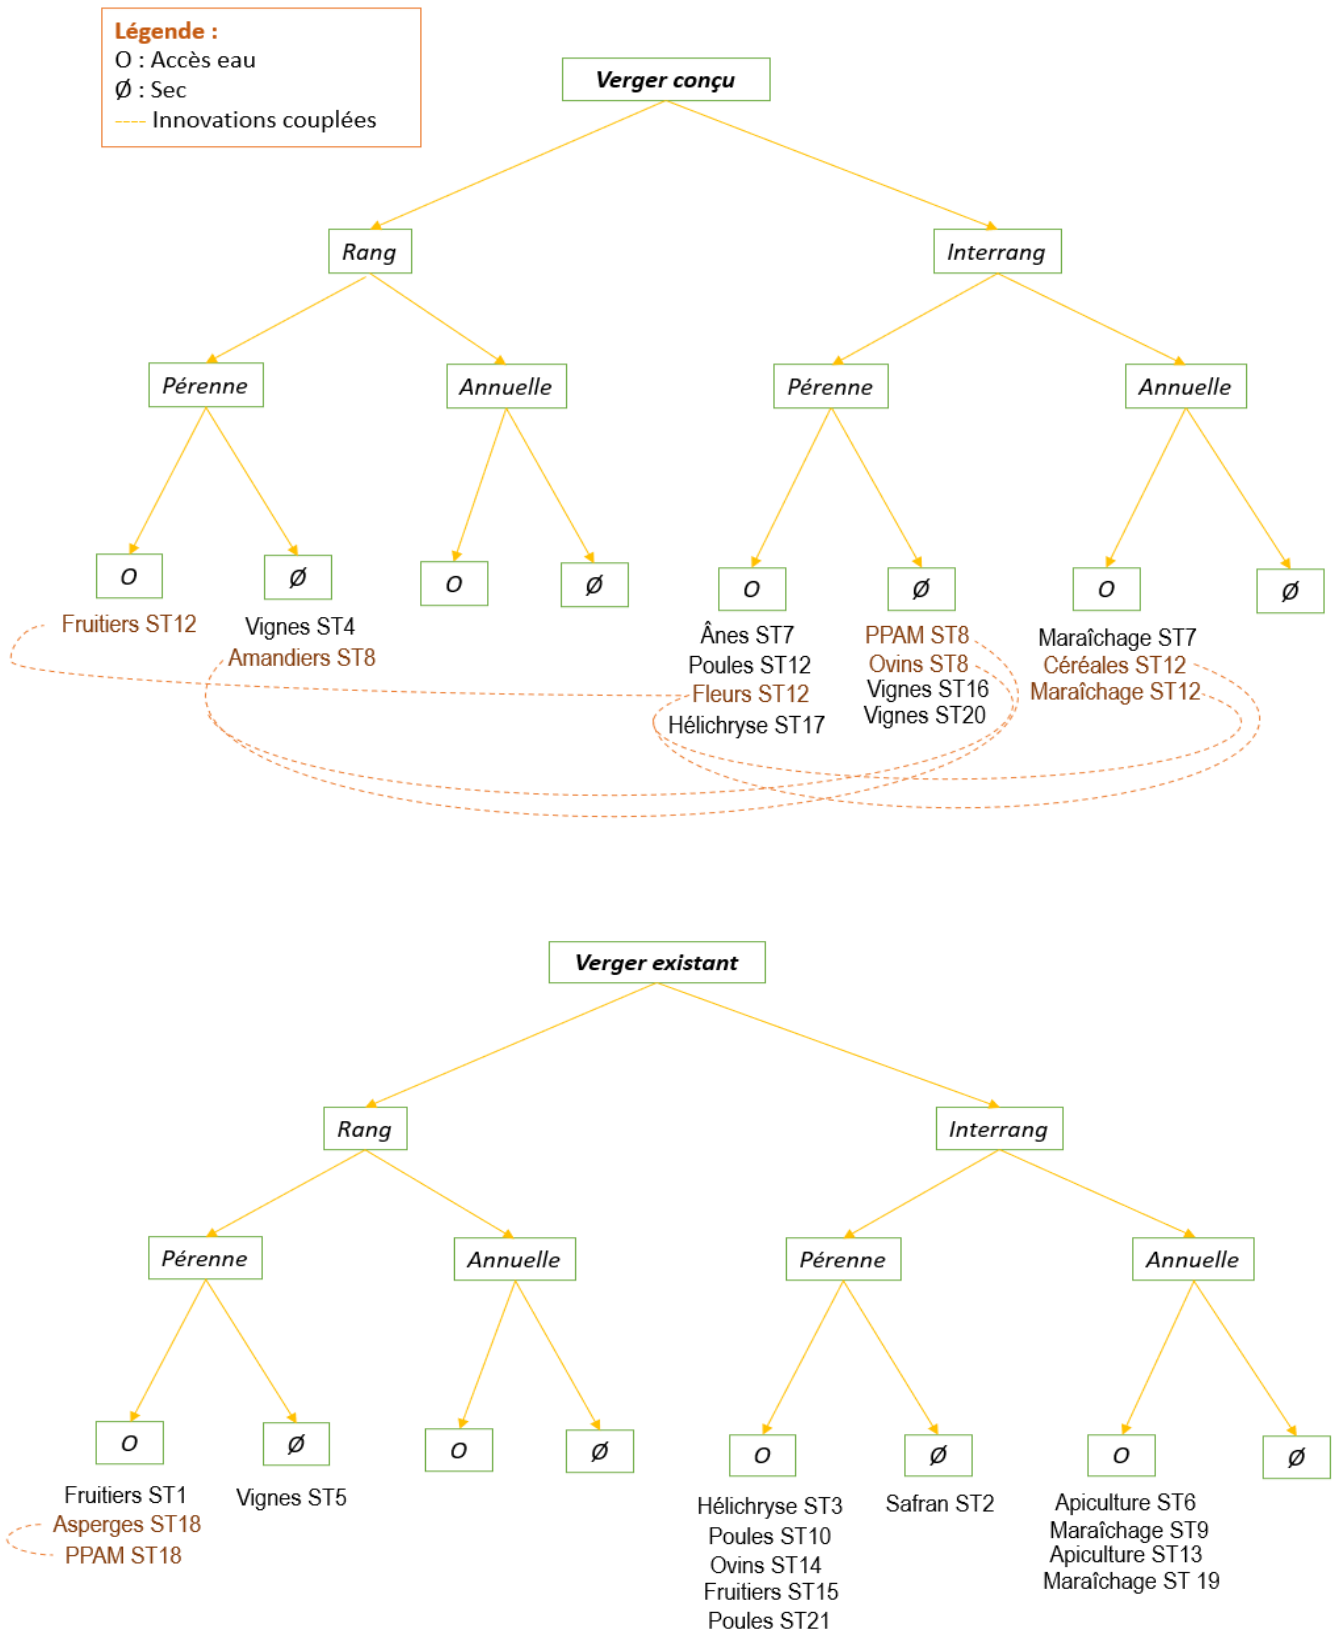 Légende :
O : Accès eau
Ø : Sec
---- Innovations couplées
Verger conçu
Rang
Interrang
Pérenne
Annuelle
Pérenne
Annuelle
O
Ø
O
Ø
O
Ø
O
Ø
Fruitiers ST12
Vignes ST4
Amandiers ST8
Ânes ST7
Poules ST12
Fleurs ST12
Hélichryse ST17
PPAM ST8
Ovins ST8
Vignes ST16
Vignes ST20
Maraîchage ST7
Céréales ST12
Maraîchage ST12
Verger existant
Rang
Interrang
Pérenne
Annuelle
Pérenne
Annuelle
O
Ø
O
Ø
O
Ø
O
Ø
Fruitiers ST1
Asperges ST18
PPAM ST18
Vignes ST5
Hélichryse ST3
Poules ST10
Ovins ST14
Fruitiers ST15
Poules ST21
Safran ST2
Apiculture ST6
Maraîchage ST9
Apiculture ST13
Maraîchage ST 19